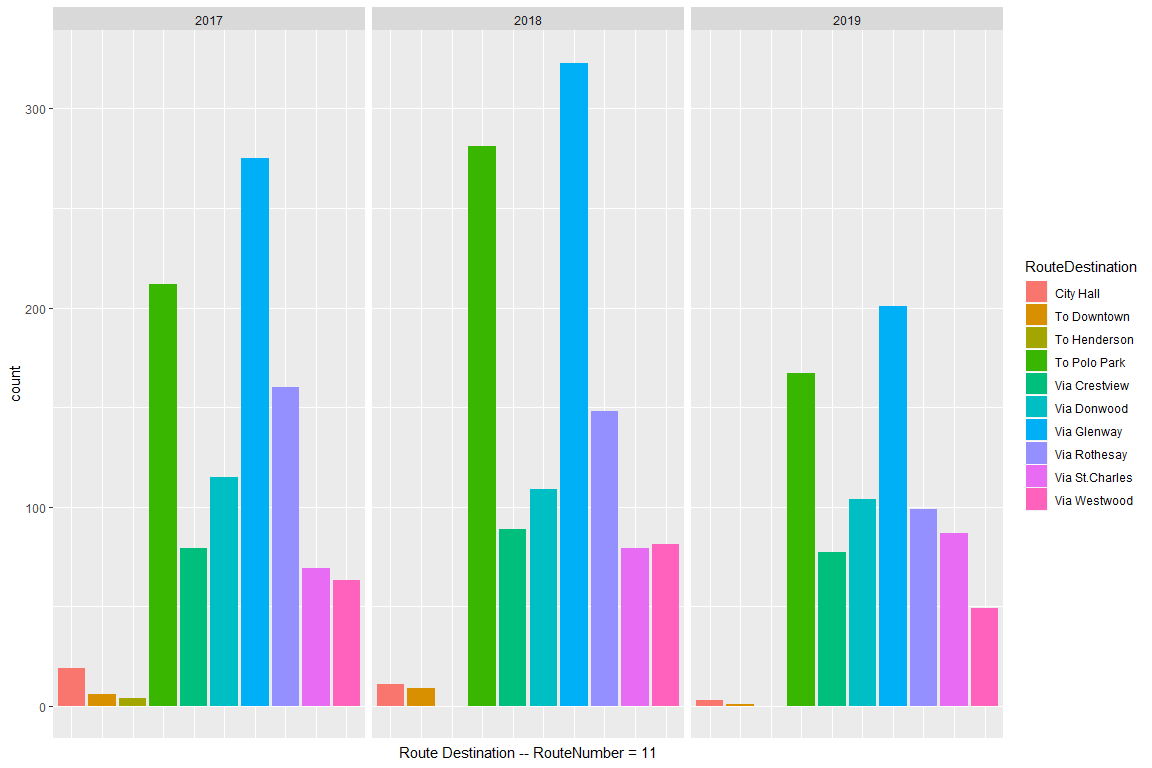 2017
2018
2019
300
200
100
0
count
Route Destination -- RouteNumber = 11
RouteDestination
City Hall
To Downtown
To Henderson
To Polo Park
Via Crestview
Via Donwood
Via Glenway
Via Rothesay
Via St.Charles
Via Westwood